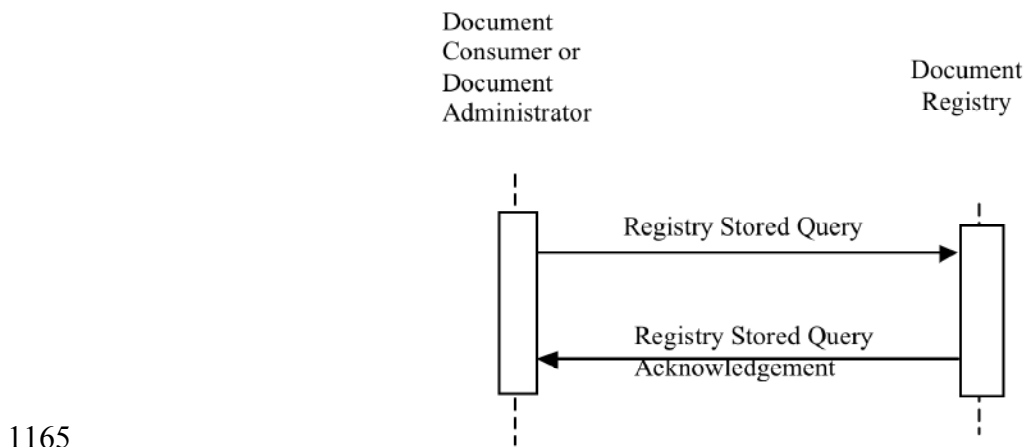 Document
Consumer or
Document
Administrator
Document
Registry
Registry Stored Query
Registry Stored Query
Acknowledgement
1165